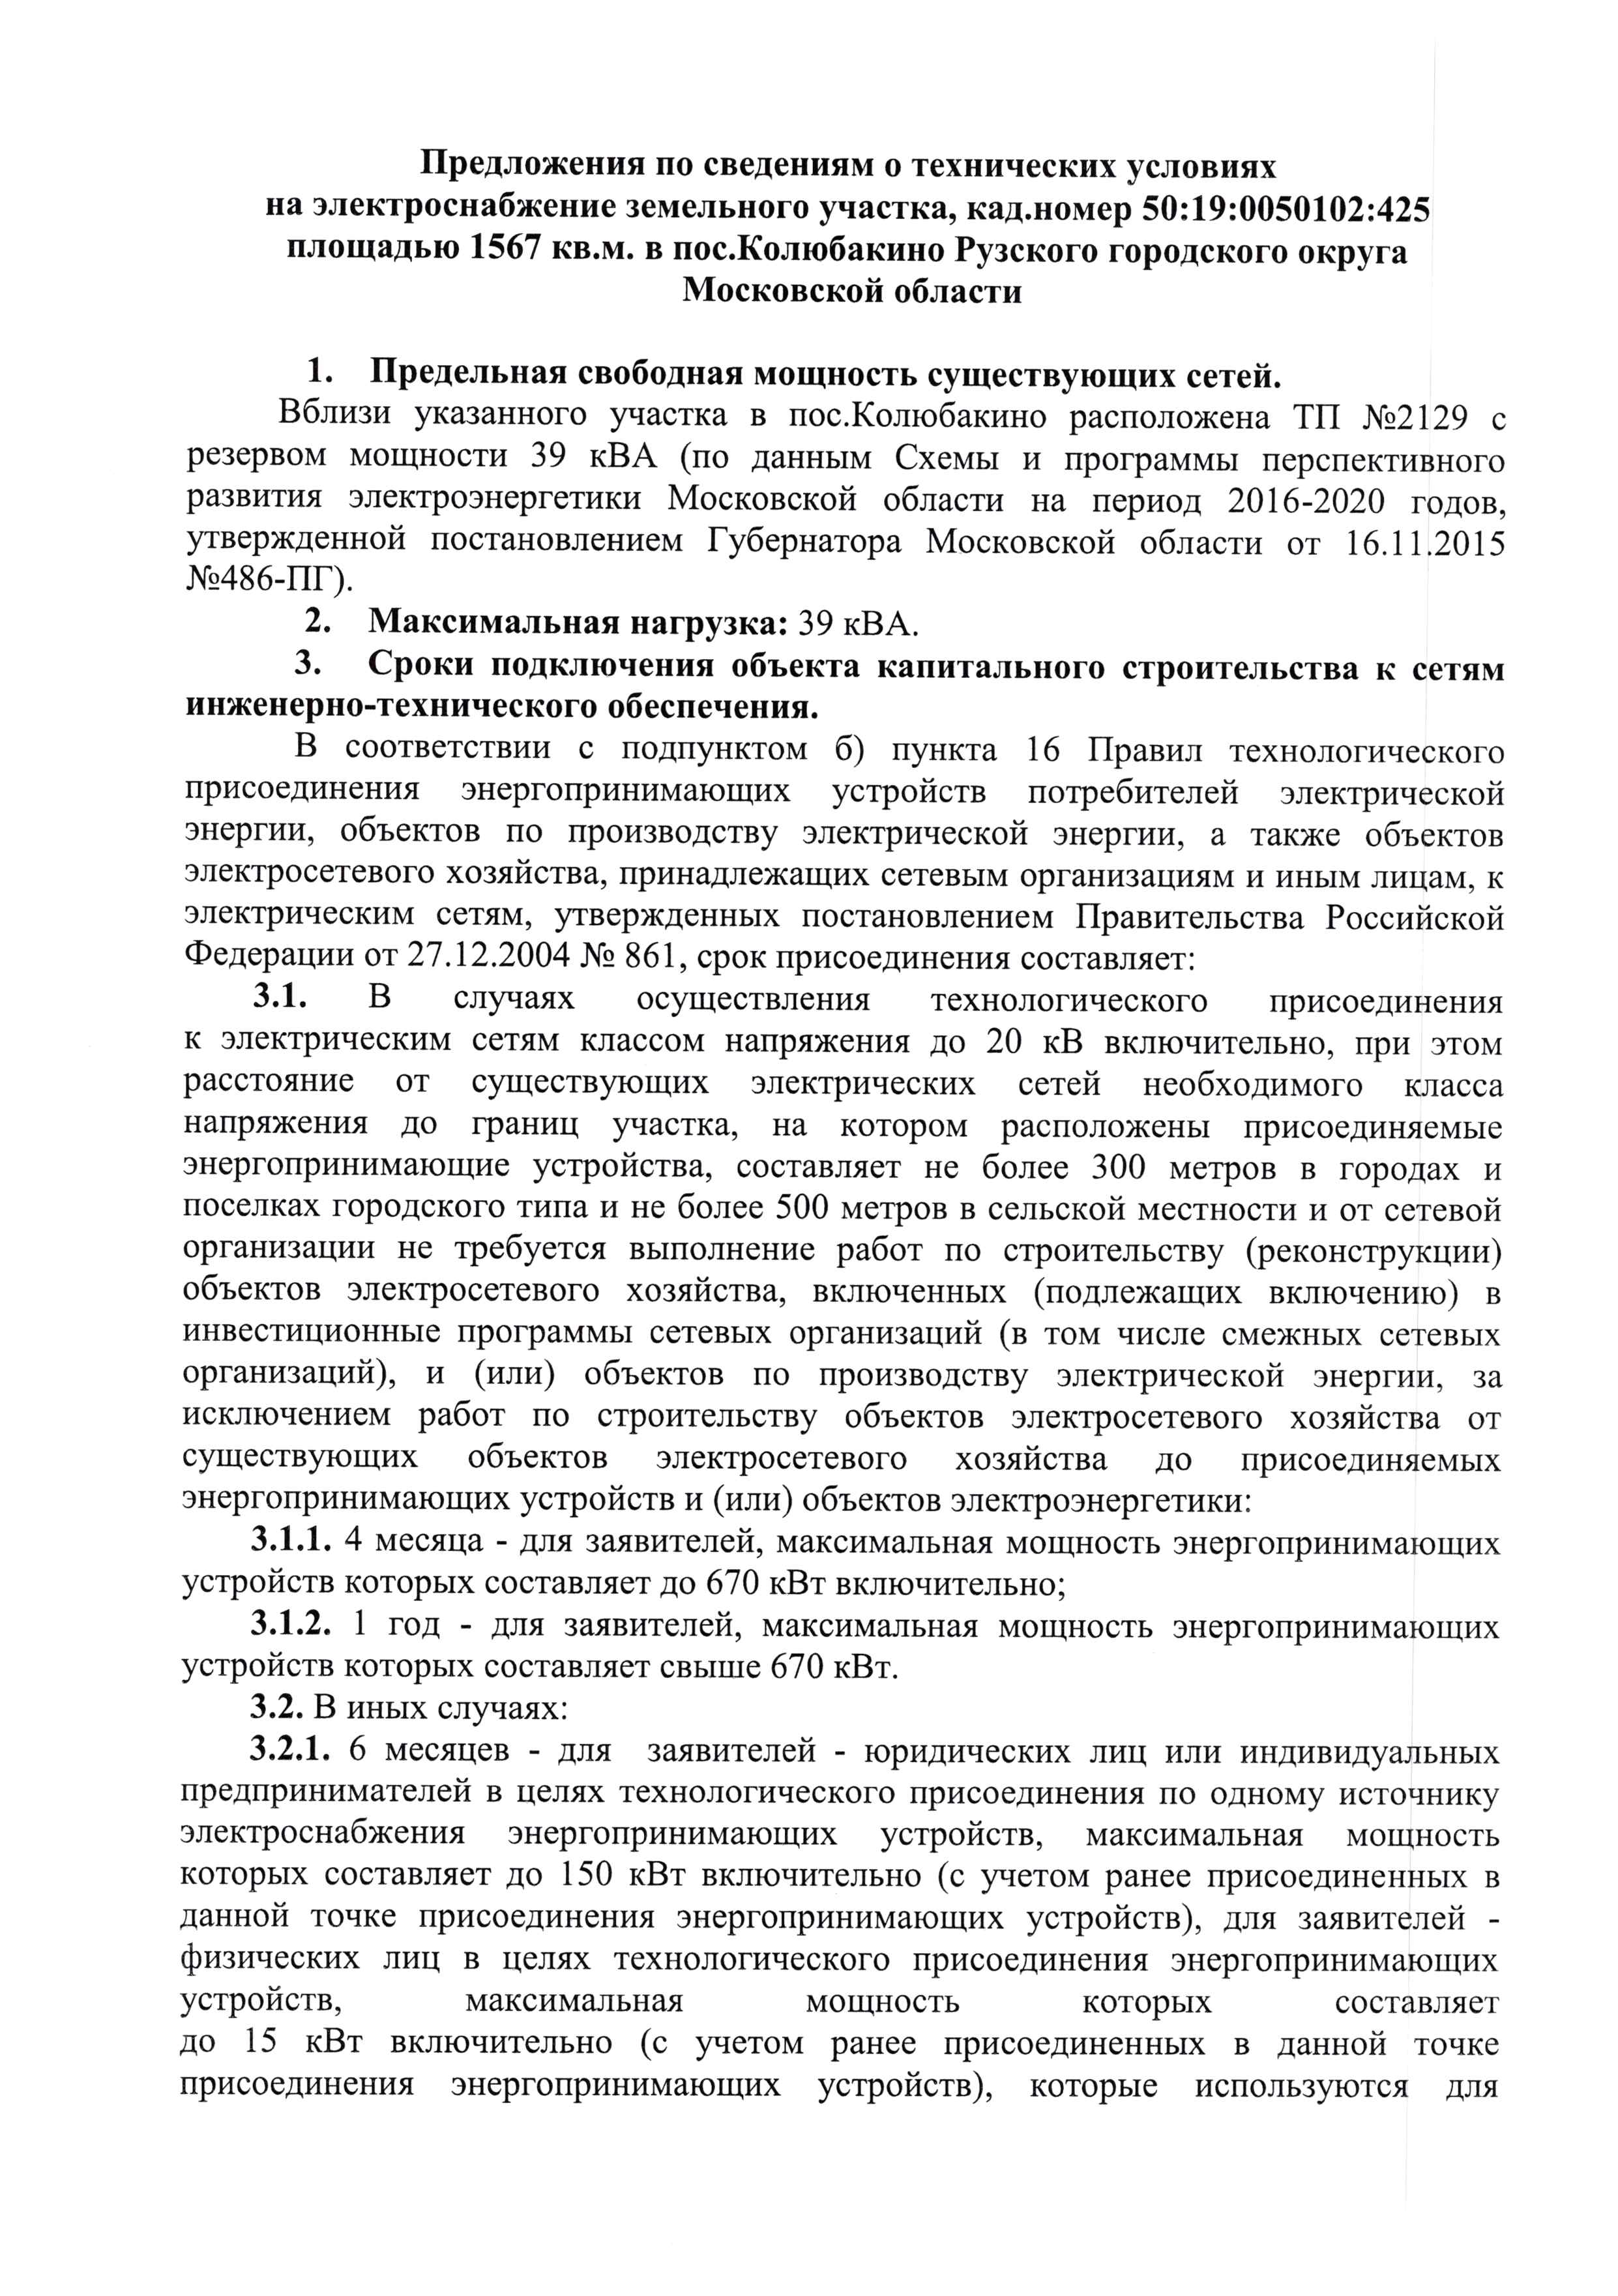 Предложения по сведениям о технических условиях
на электроснабжение земельного участка, кад.номер 50:19:0050102:425
площадью 1567 кв.м. в пос.Колюбакино Рузского городского округа
Московской области
1. Предельная свободная мощность существующих сетей.
Вблизи указанного участка в пос.Колюбакино расположена ТП №2129 с
резервом мощности 39 кВА (по данным Схемы и программы перспективного
развития электроэнергетики Московской области на период 2016-2020 годов,
утвержденной постановлением Губернатора Московской области от 16.11.2015
№486-ПГ).
2. Максимальная нагрузка: 39 кВА.
3. Сроки подключения объекта капитального строительства к сетям
инженерно-технического обеспечения.
В соответствии с подпунктом б) пункта 16 Правил технологического
присоединения энергопринимающих устройств потребителей электрической
энергии, объектов по производству электрической энергии, а также объектов
электросетевого хозяйства, принадлежащих сетевым организациям и иным лицам, к
электрическим сетям, утвержденных постановлением Правительства Российской
Федерации от 27.12.2004 № 861, срок присоединения составляет:
3.1. В случаях осуществления технологического присоединения
к электрическим сетям классом напряжения до 20 кВ включительно, при этом
расстояние от существующих электрических сетей необходимого класса
напряжения до границ участка, на котором расположены присоединяемые
энергопринимающие устройства, составляет не более 300 метров в городах и
поселках городского типа и не более 500 метров в сельской местности и от сетевой
организации не требуется выполнение работ по строительству (реконструкции)
объектов электросетевого хозяйства, включенных (подлежащих включению) в
инвестиционные программы сетевых организаций (в том числе смежных сетевых
организаций), и (или) объектов по производству электрической энергии, за
исключением работ по строительству объектов электросетевого хозяйства от
существующих объектов электросетевого хозяйства до присоединяемых
энергопринимающих устройств и (или) объектов электроэнергетики:
3.1.1. 4 месяца - для заявителей, максимальная мощность энергопринимающих
устройств которых составляет до 670 кВт включительно;
3.1.2. 1 год - для заявителей, максимальная мощность энергопринимающих
устройств которых составляет свыше 670 кВт.
3.2. В иных случаях:
3.2.1. 6 месяцев - для заявителей - юридических лиц или индивидуальных
предпринимателей в целях технологического присоединения по одному источнику
электроснабжения энергопринимающих устройств, максимальная мощность
которых составляет до 150 кВт включительно (с учетом ранее присоединенных в
данной точке присоединения энергопринимающих устройств), для заявителей -
физических лиц в целях технологического присоединения энергопринимающих
устройств, максимальная мощность которых составляет
до 15 кВт включительно (с учетом ранее присоединенных в данной точке
присоединения энергопринимающих устройств), которые используются для